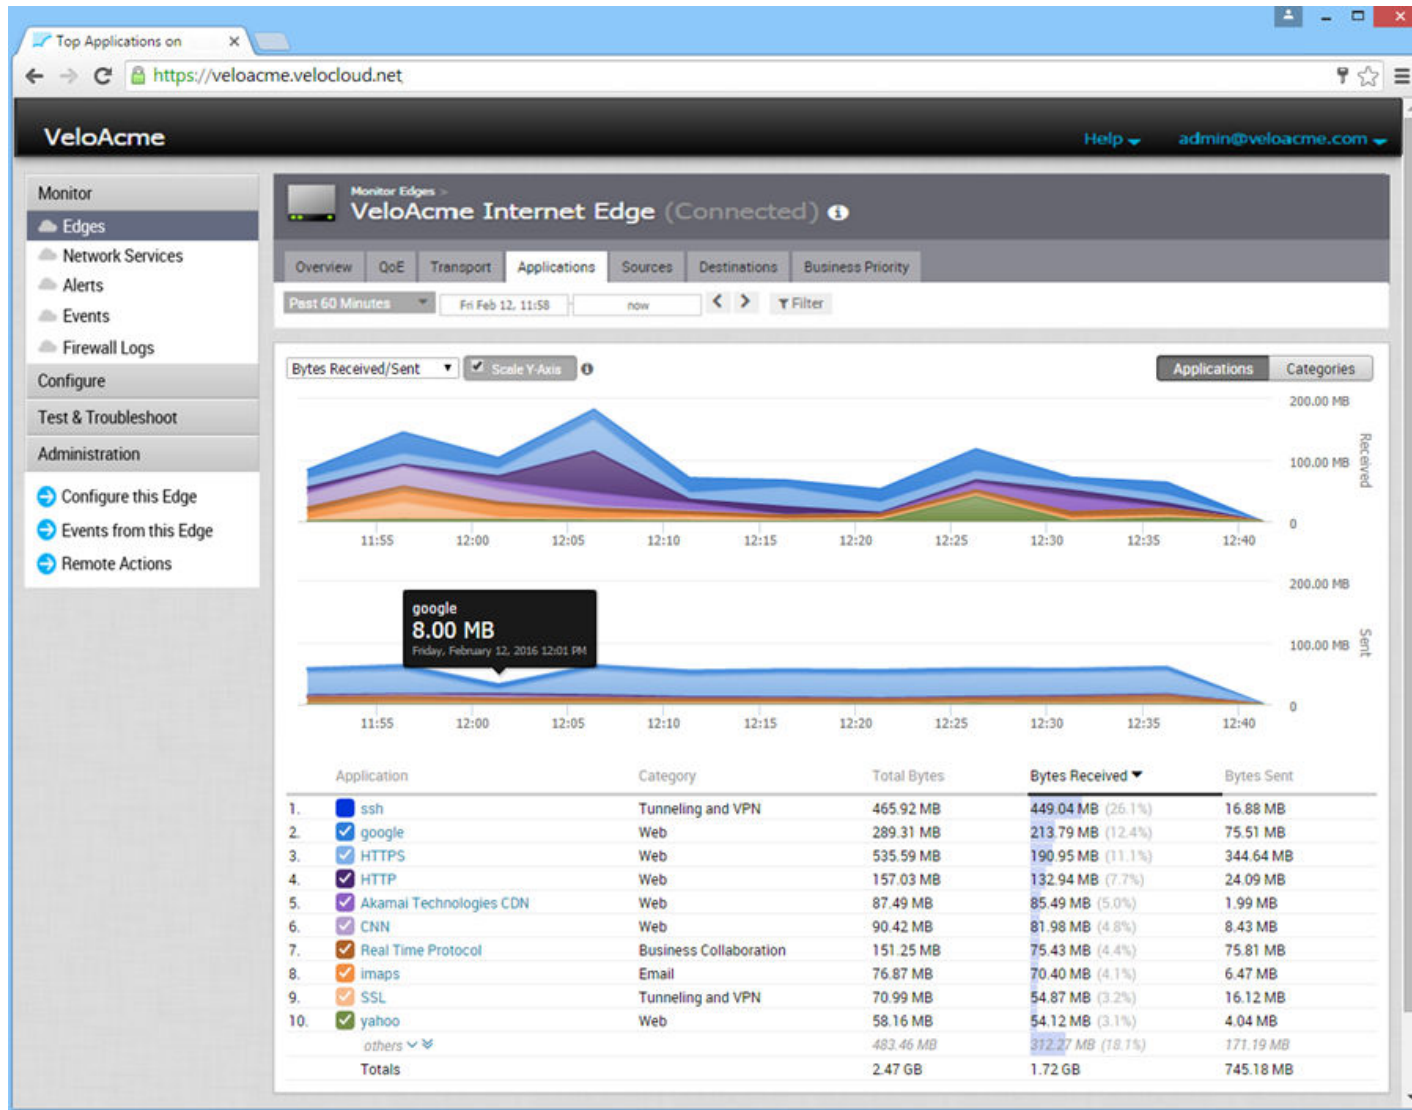 Top Applications on
https://veloacme.velocloud.net
VeloAcme
Help
admin@veloacme.com
Monitor
Edges
Network Services
Alerts
Events
Firewall Logs
Configure
Test & Troubleshoot
Administration
Configure this Edge
Events from this Edge
Remote Actions
Monitor Edges >
VeloAcme Internet Edge (Connected)
Overview QoE Transport Applications Sources Destinations Business Priority
Past 60 Minutes Fri Feb 12, 11:58 - now < > Filter
Bytes Received/Sent Scale Y-Axis Applications Categories
200.00 MB
100.00 MB
0
Received
11:55 12:00 12:05 12:10 12:15 12:20 12:25 12:30 12:35 12:40
google
8.00 MB
Friday, February 12, 2016 12:01 PM
200.00 MB
100.00 MB
0
Sent
11:55 12:00 12:05 12:10 12:15 12:20 12:25 12:30 12:35 12:40
Application Category Total Bytes Bytes Received Bytes Sent
1. ssh Tunneling and VPN 465.92 MB 449.04 MB (26.1%) 16.88 MB
2. google Web 289.31 MB 213.79 MB (12.4%) 75.51 MB
3. HTTPS Web 535.59 MB 190.95 MB (11.1%) 344.64 MB
4. HTTP Web 157.03 MB 132.94 MB (7.7%) 24.09 MB
5. Akamai Technologies CDN Web 87.49 MB 85.49 MB (5.0%) 1.99 MB
6. CNN Web 90.42 MB 81.98 MB (4.8%) 8.43 MB
7. Real Time Protocol Business Collaboration 151.25 MB 75.43 MB (4.4%) 75.81 MB
8. imaps Email 76.87 MB 70.40 MB (4.1%) 6.47 MB
9. SSL Tunneling and VPN 70.99 MB 54.87 MB (3.2%) 16.12 MB
10. yahoo Web 58.16 MB 54.12 MB (3.1%) 4.04 MB
others 483.46 MB 312.27 MB (18.1%) 171.19 MB
Totals 2.47 GB 1.72 GB 745.18 MB